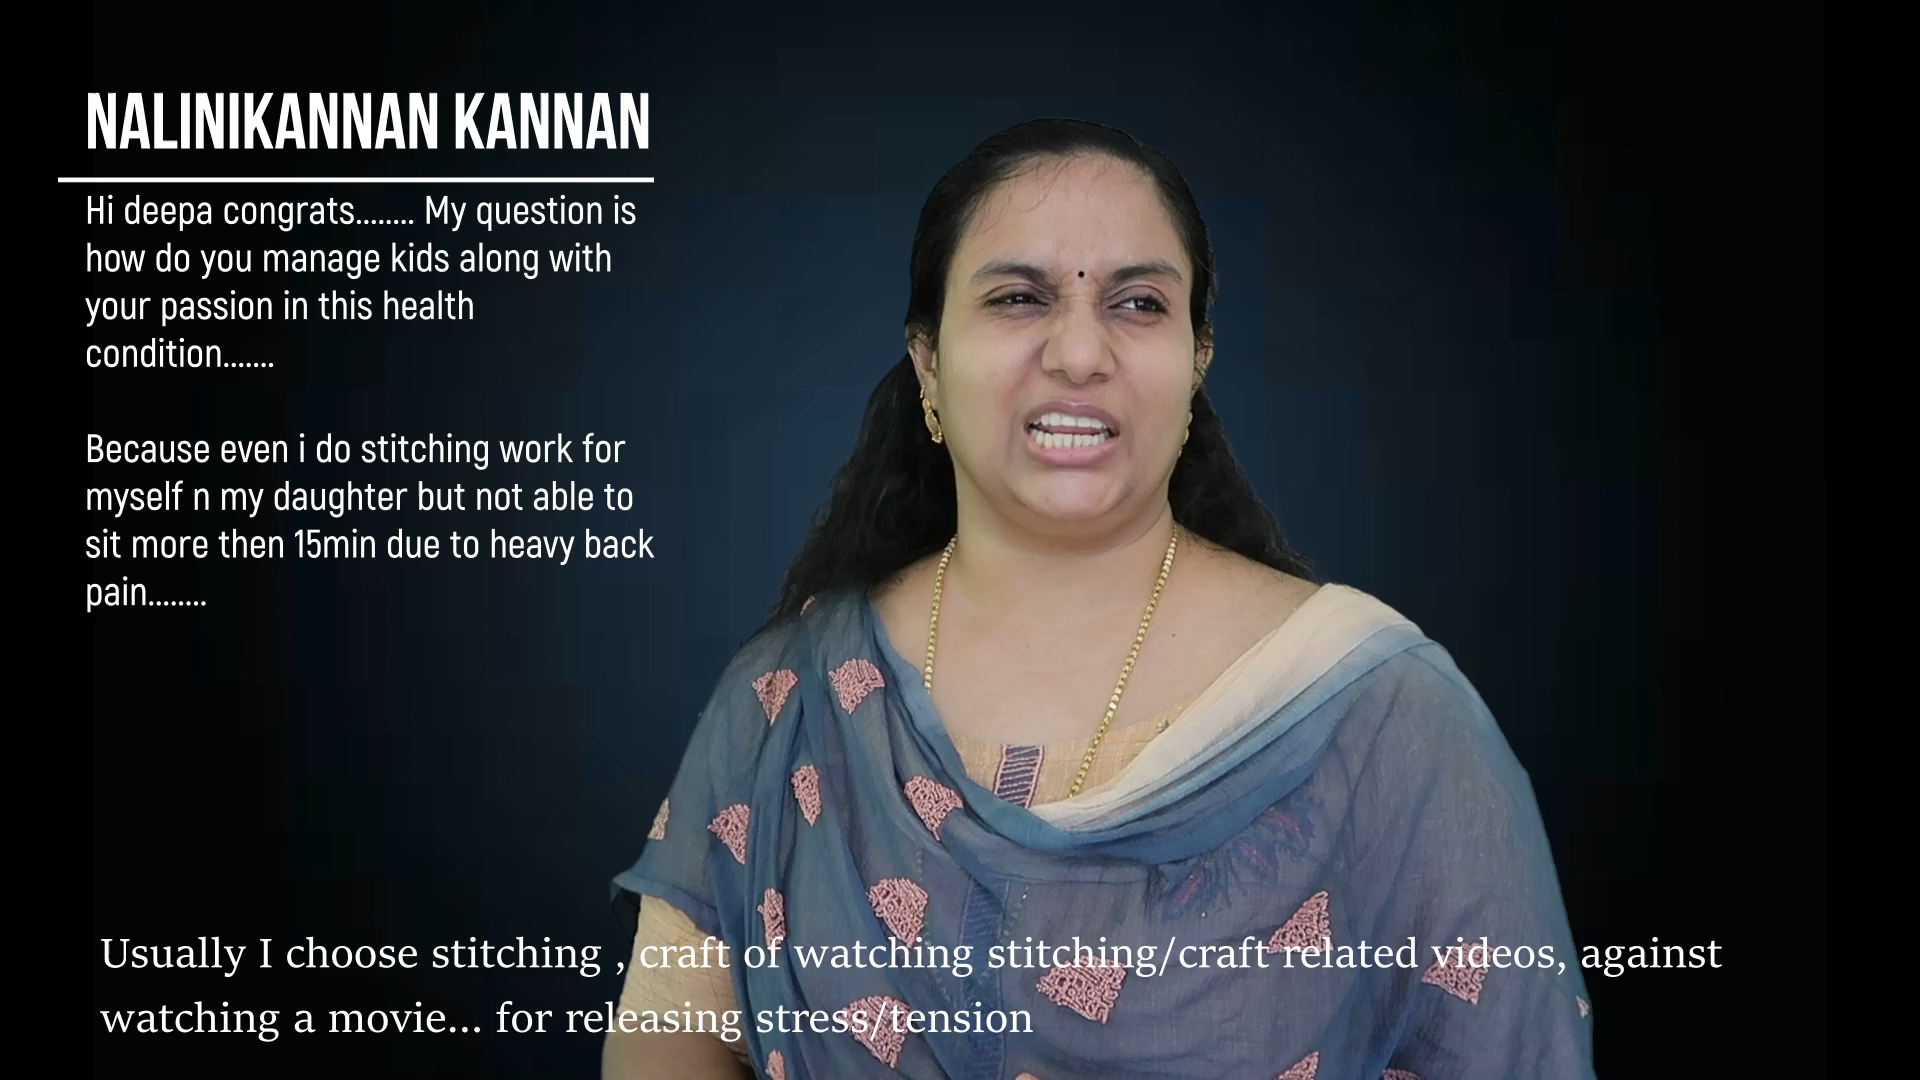 NALINIKANNAN KANNAN
Hi deepa congrats........ My question is
how do you manage kids along with
your passion in this health
condition.......
Because even i do stitching work for
myself n my daughter but not able to
sit more then 15min due to heavy back
pain........
Usually I choose stitching , craft of watching stitching/craft related videos, against
watching a movie... for releasing stress/tension